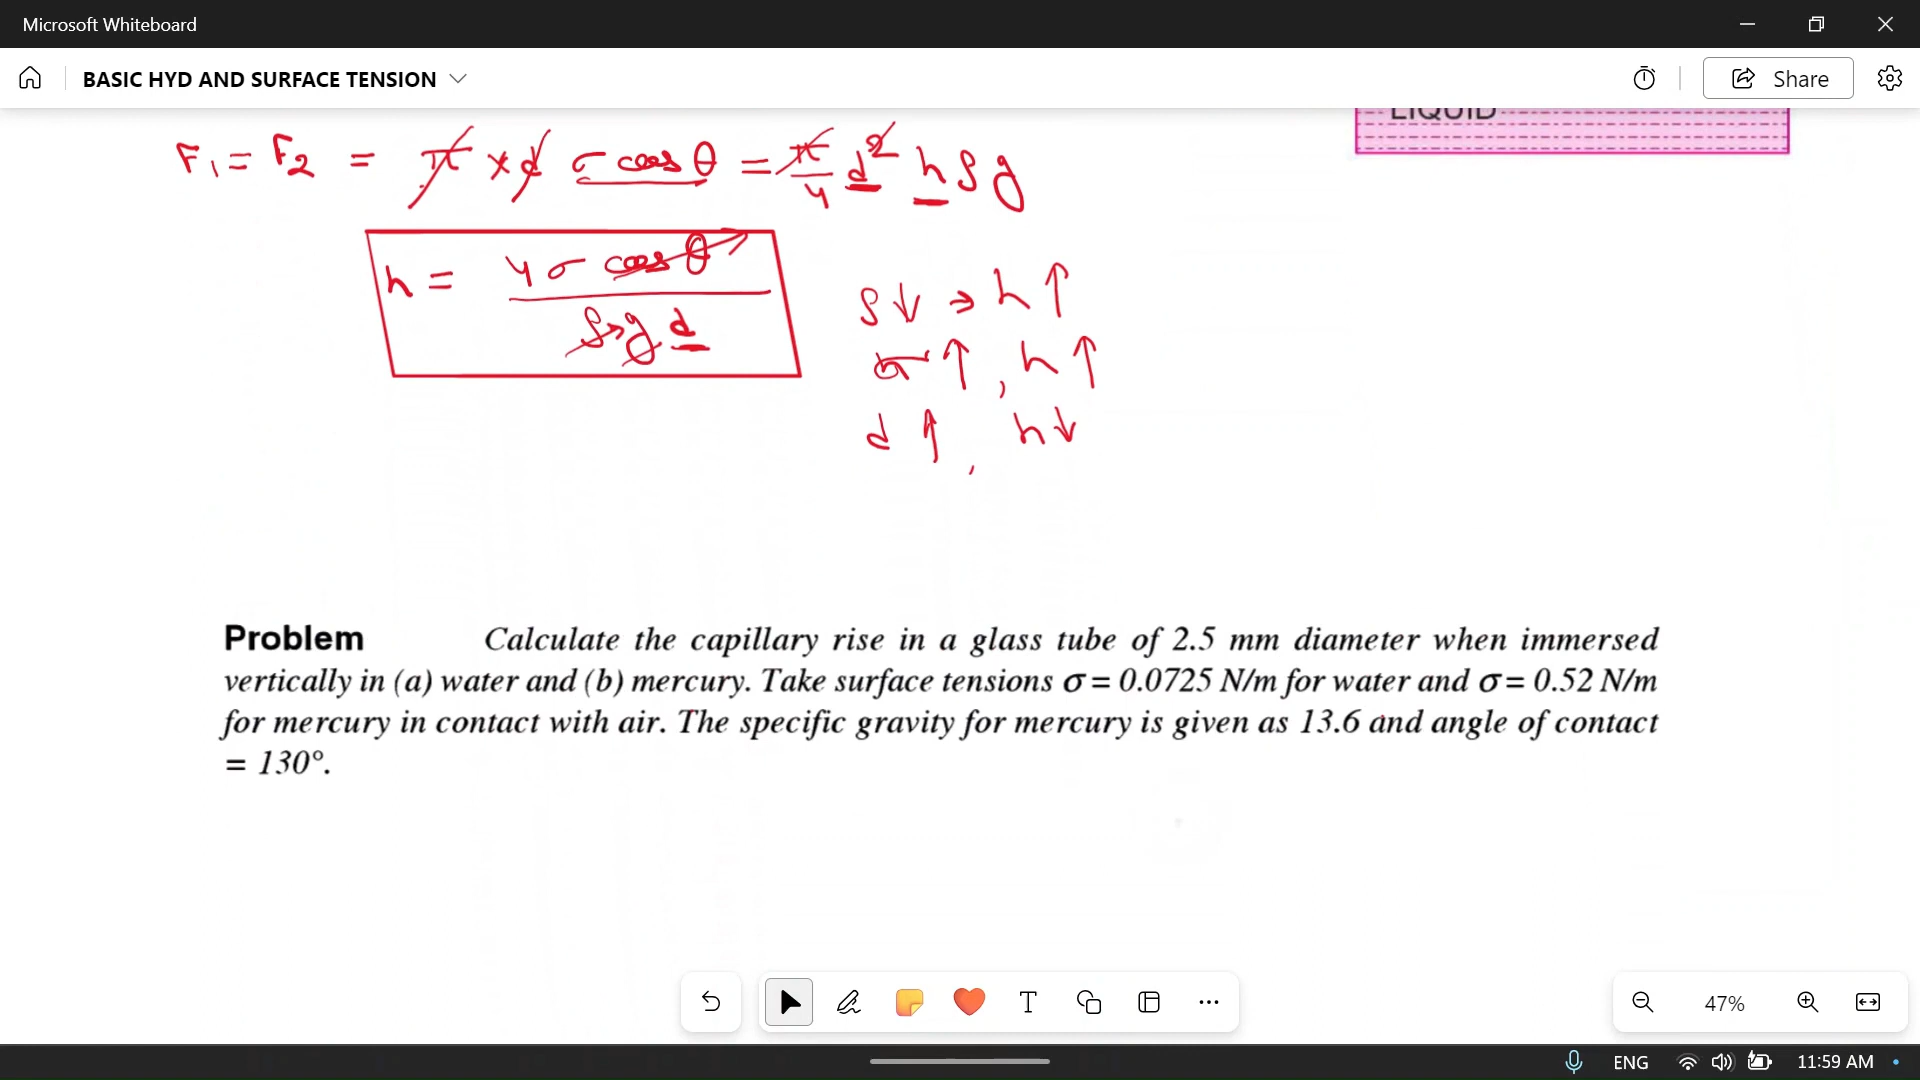 Microsoft Whiteboard
BASIC HYD AND SURFACE TENSION
Share
LIQUID
F₁ = F₂ = π × d σ cos θ = π/4 d² h ρ g
h = 4 σ cos θ / ρ g d
ρ ↓ → h ↑
σ ↑ , h ↑
d ↑ , h ↓
Problem Calculate the capillary rise in a glass tube of 2.5 mm diameter when immersed
vertically in (a) water and (b) mercury. Take surface tensions σ = 0.0725 N/m for water and σ = 0.52 N/m
for mercury in contact with air. The specific gravity for mercury is given as 13.6 and angle of contact
= 130°.
47%
ENG
11:59 AM